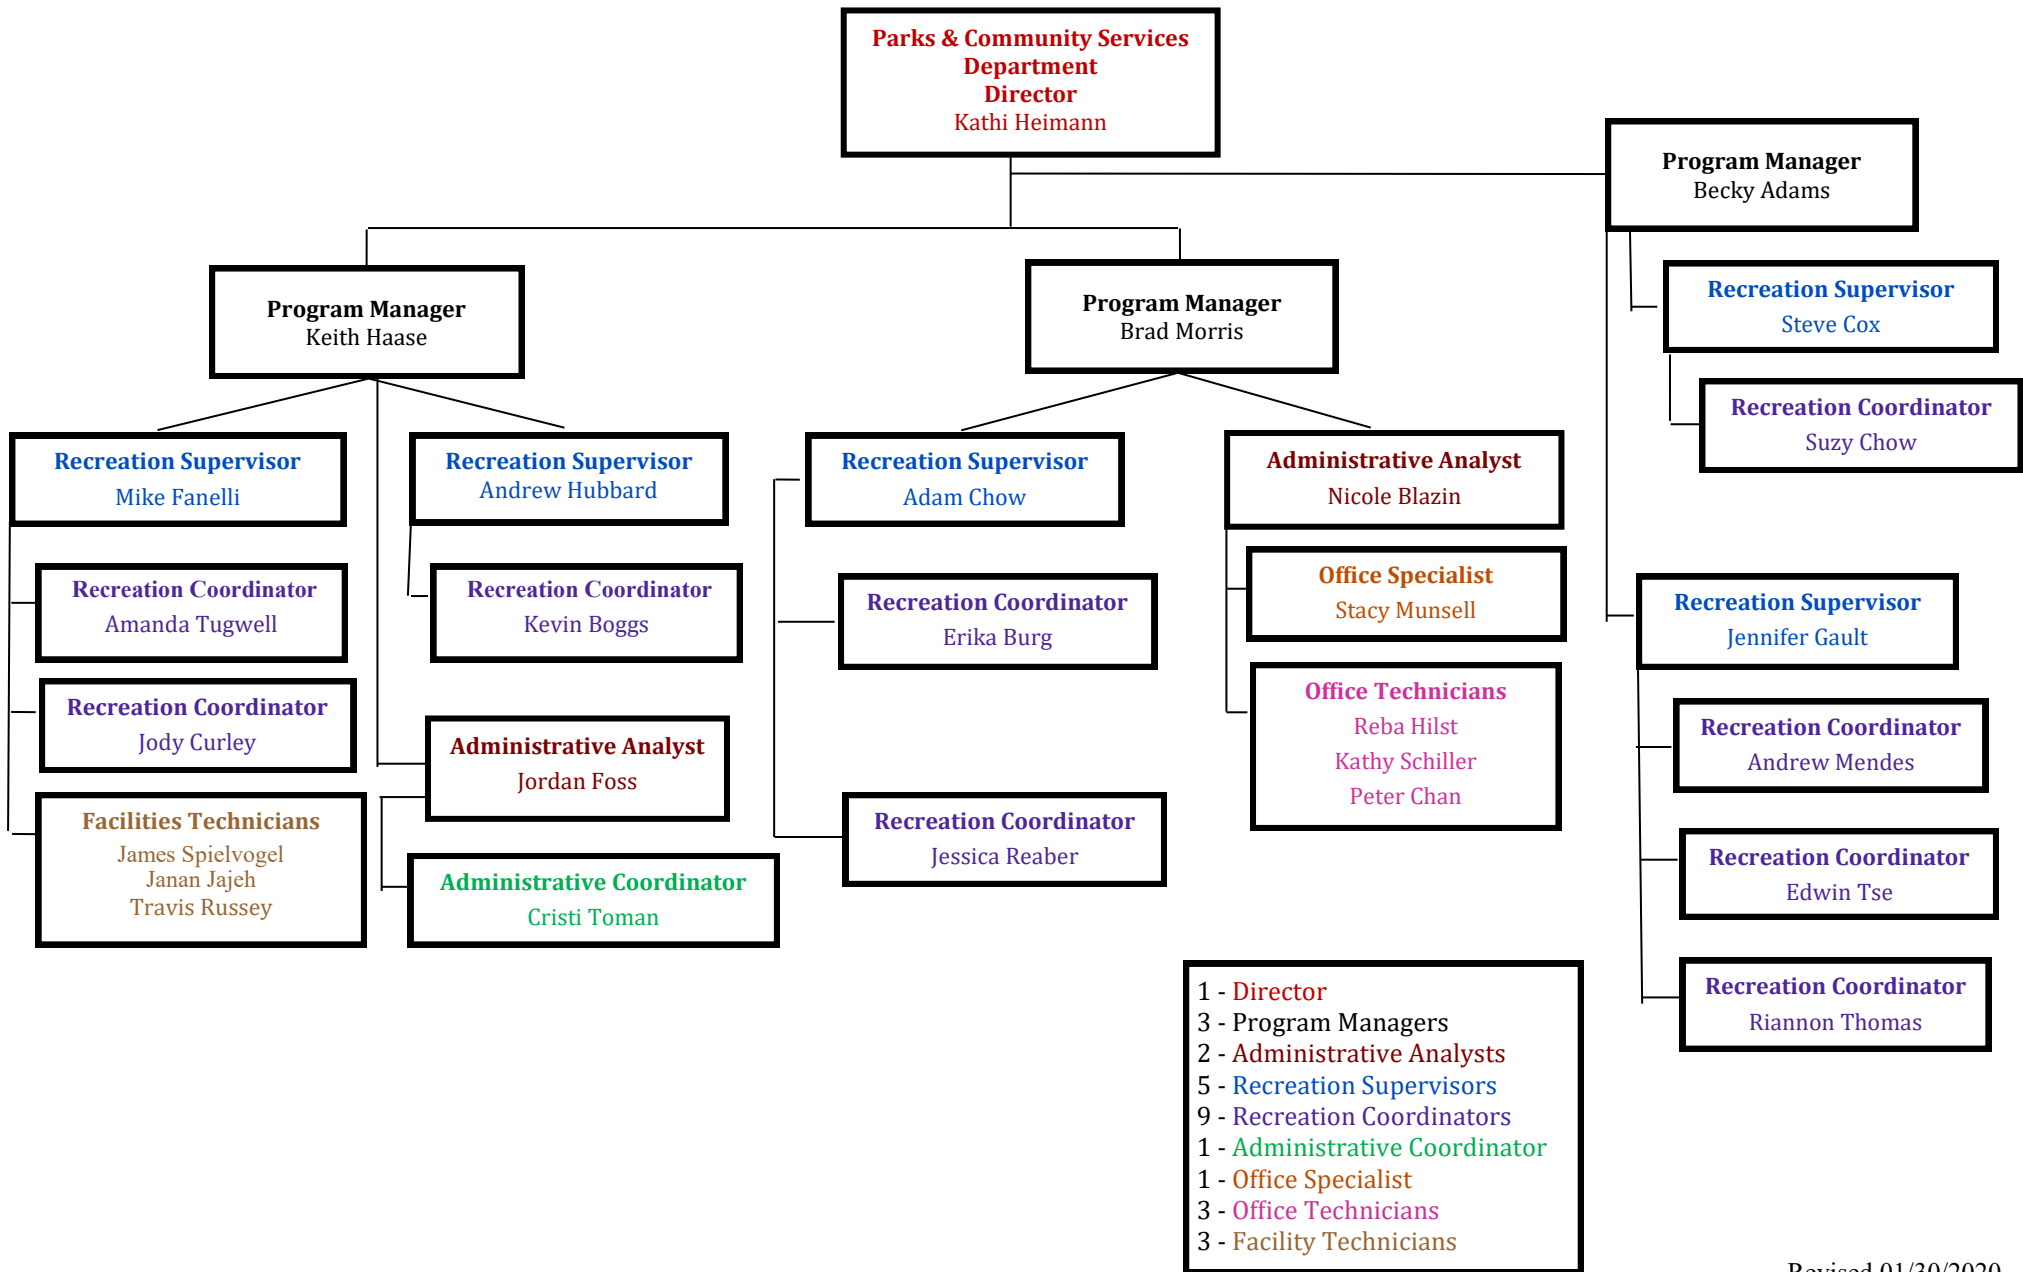 Parks & Community Services
Department
Director
Kathi Heimann
Program Manager
Becky Adams
Program Manager
Keith Haase
Program Manager
Brad Morris
Recreation Supervisor
Steve Cox
Recreation Coordinator
Suzy Chow
Recreation Supervisor
Mike Fanelli
Recreation Supervisor
Andrew Hubbard
Recreation Supervisor
Adam Chow
Administrative Analyst
Nicole Blazin
Recreation Coordinator
Amanda Tugwell
Recreation Coordinator
Kevin Boggs
Recreation Coordinator
Erika Burg
Office Specialist
Stacy Munsell
Recreation Supervisor
Jennifer Gault
Recreation Coordinator
Jody Curley
Administrative Analyst
Jordan Foss
Office Technicians
Reba Hilst
Kathy Schiller
Peter Chan
Recreation Coordinator
Andrew Mendes
Facilities Technicians
James Spielvogel
Janan Jajeh
Travis Russey
Administrative Coordinator
Cristi Toman
Recreation Coordinator
Jessica Reaber
Recreation Coordinator
Edwin Tse
Recreation Coordinator
Riannon Thomas
1 - Director
3 - Program Managers
2 - Administrative Analysts
5 - Recreation Supervisors
9 - Recreation Coordinators
1 - Administrative Coordinator
1 - Office Specialist
3 - Office Technicians
3 - Facility Technicians
Revised 01/30/2020